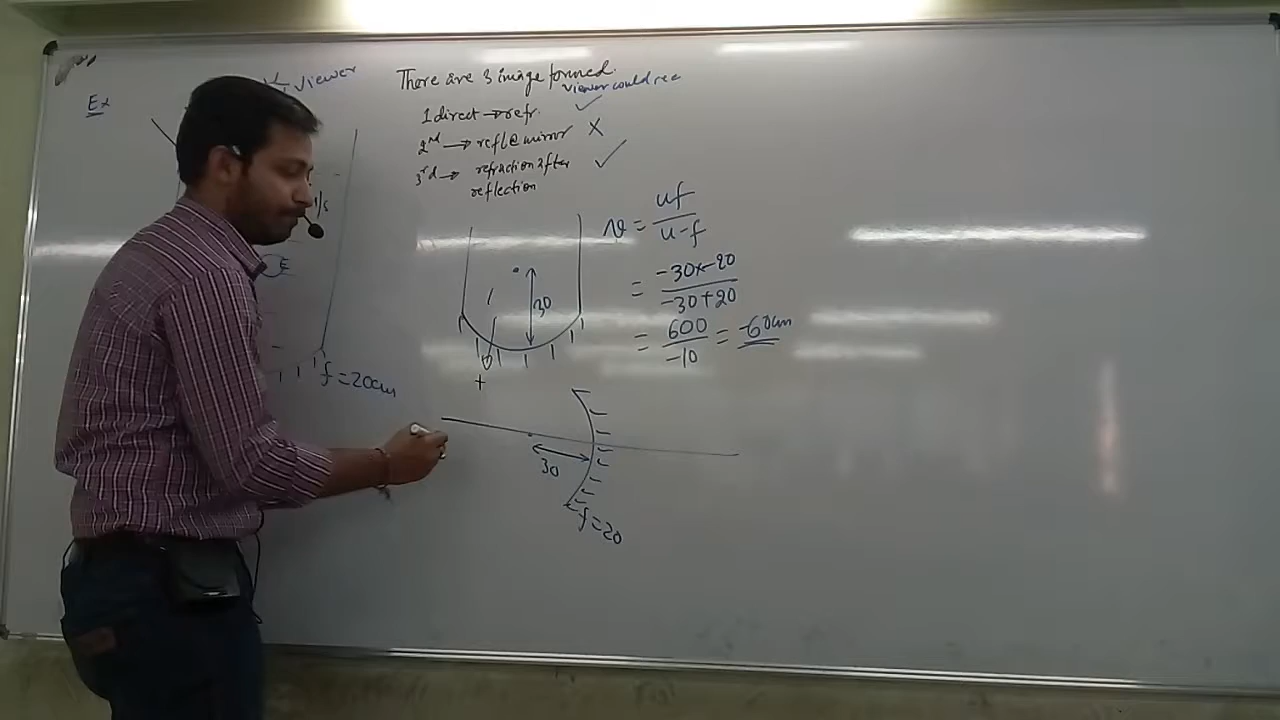 Ex
viewer
There are 3 image formed.
viewer could see
1 direct → refr. ✓
2nd → refl @ mirror ×
3rd → refraction after ✓
reflection
/s
E
f = 20cm
30
+
v = uf / u-f
= -30×-20 / -30+20
= 600 / -10 = -60cm
30
f = 20